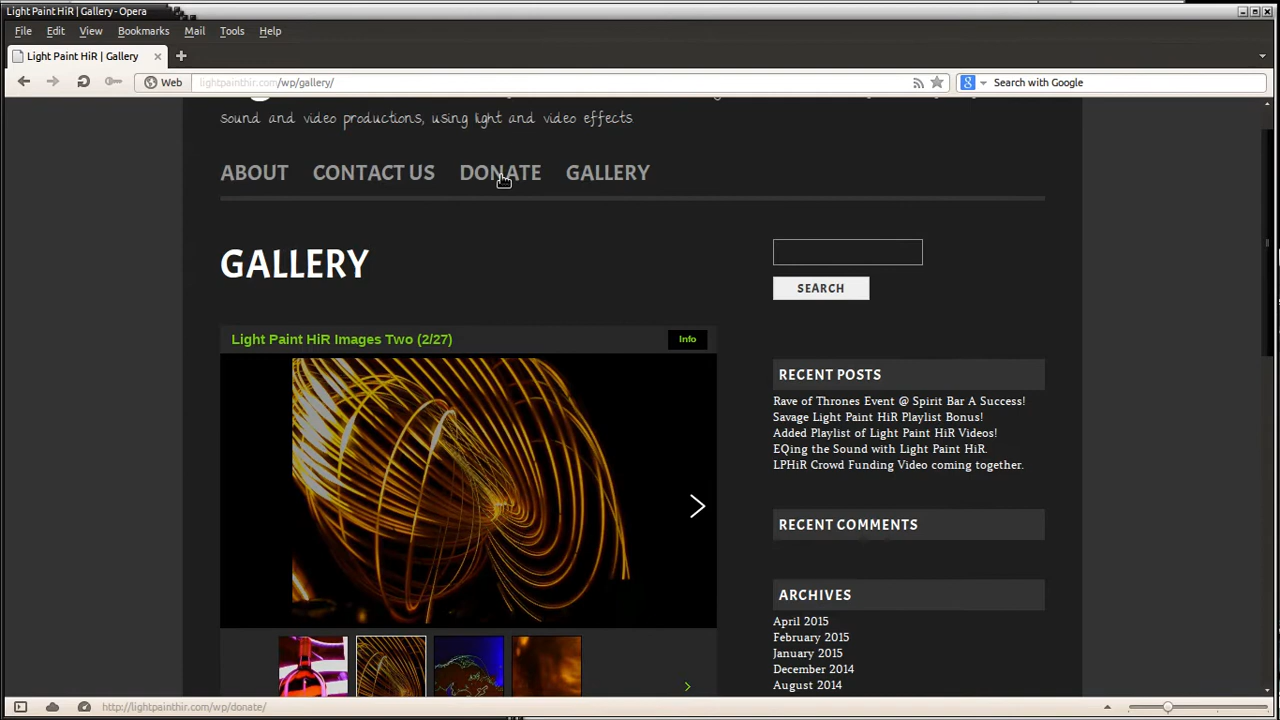 Light Paint HiR | Gallery - Opera
File Edit View Bookmarks Mail Tools Help
Light Paint HiR | Gallery
Web lightpainthir.com/wp/gallery/ Search with Google
sound and video productions, using light and video effects
ABOUT CONTACT US DONATE GALLERY
GALLERY
SEARCH
Light Paint HiR Images Two (2/27) Info
RECENT POSTS
Rave of Thrones Event @ Spirit Bar A Success!
Savage Light Paint HiR Playlist Bonus!
Added Playlist of Light Paint HiR Videos!
EQing the Sound with Light Paint HiR.
LPHiR Crowd Funding Video coming together.
RECENT COMMENTS
ARCHIVES
April 2015
February 2015
January 2015
December 2014
August 2014
http://lightpainthir.com/wp/donate/